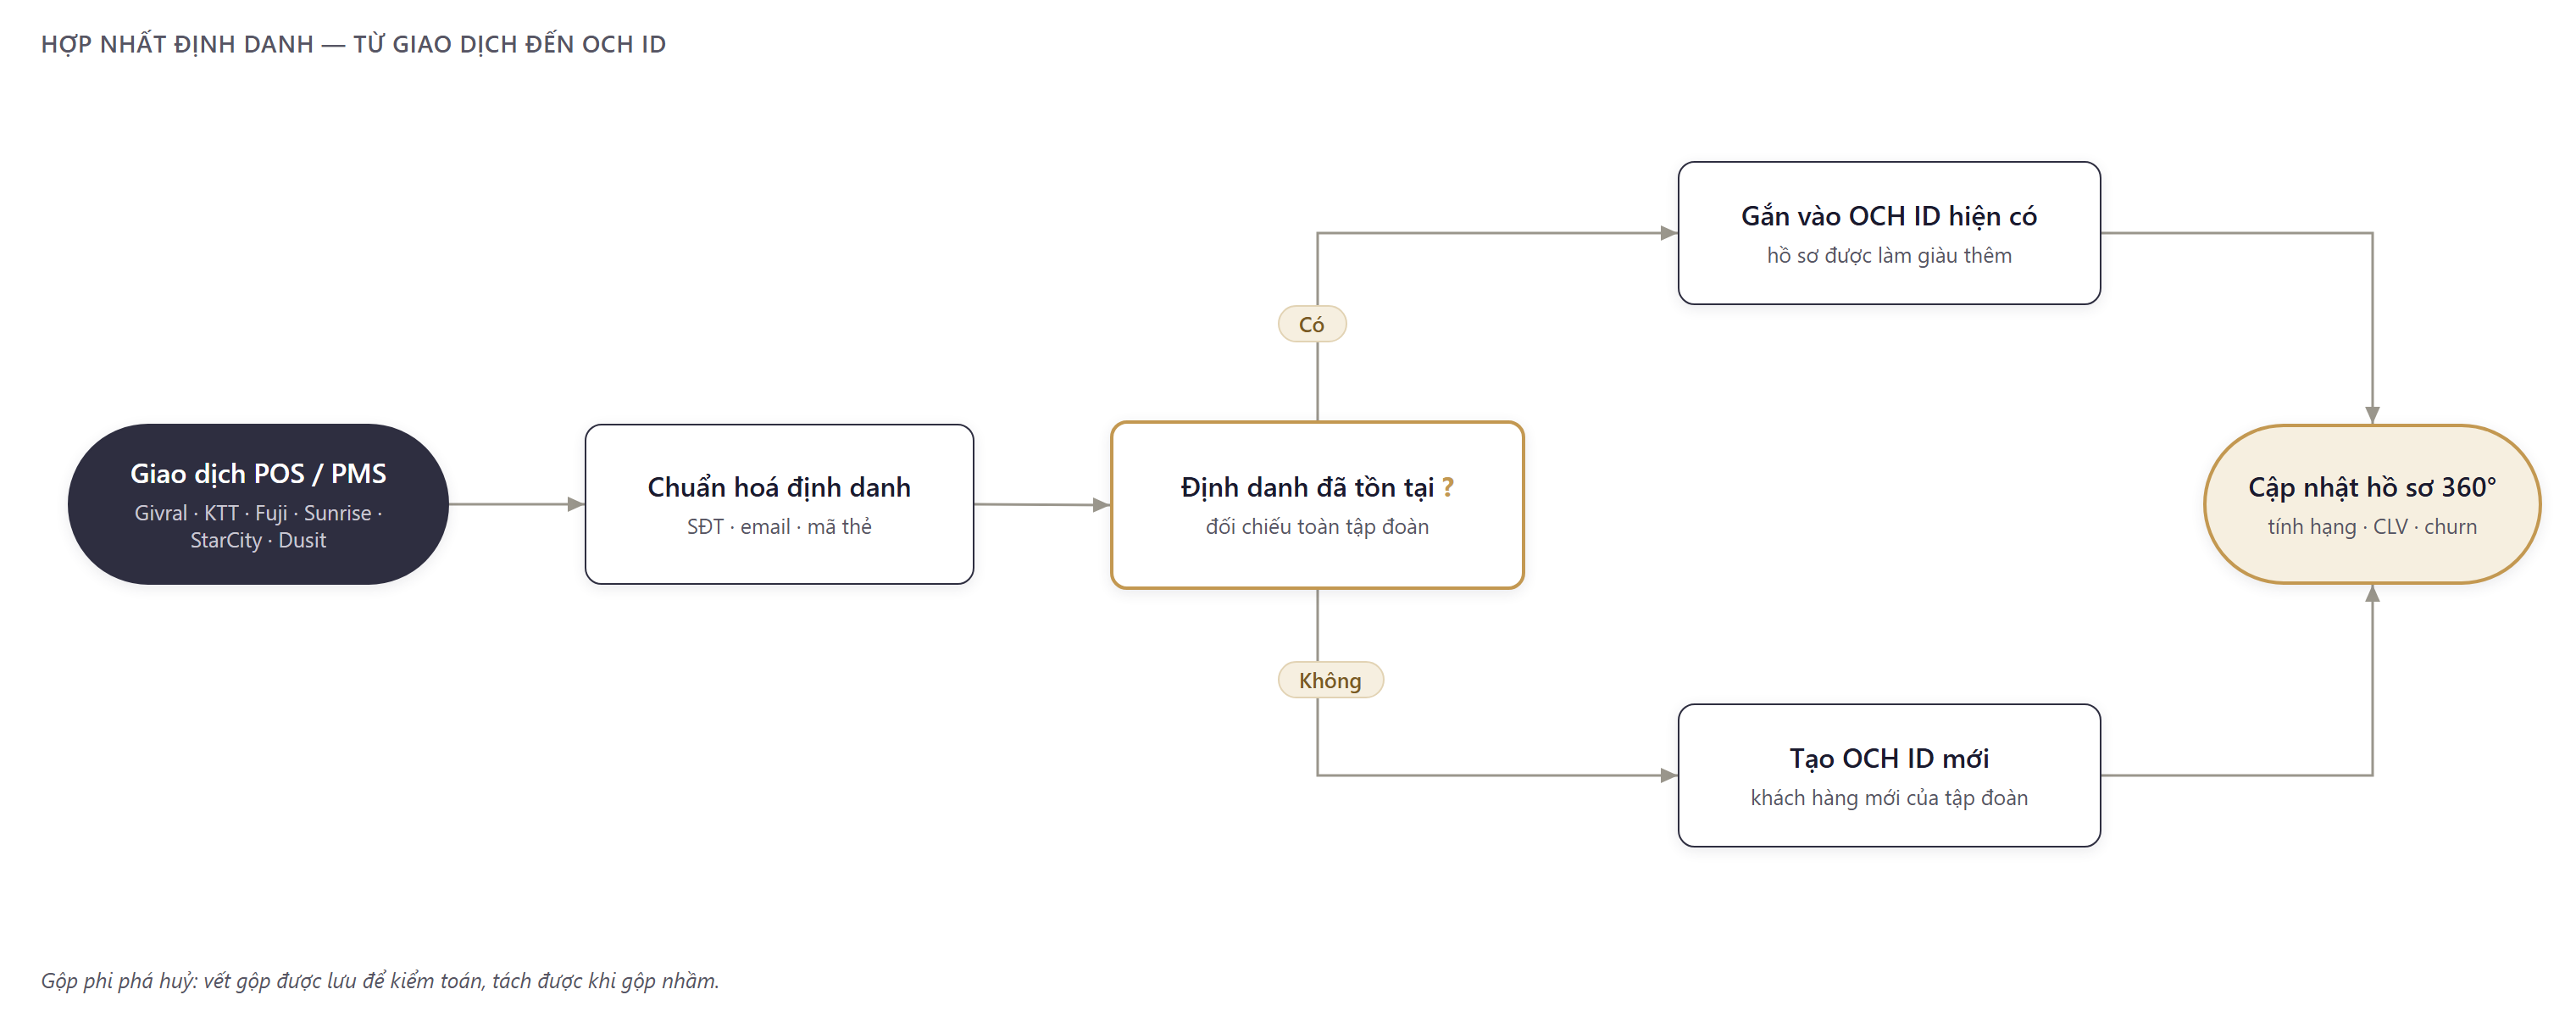 HỢP NHẤT ĐỊNH DANH — TỪ GIAO DỊCH ĐẾN OCH ID
Giao dịch POS / PMS
Givral · KTT · Fuji · Sunrise ·
StarCity · Dusit
Chuẩn hoá định danh
SĐT · email · mã thẻ
Định danh đã tồn tại ?
đối chiếu toàn tập đoàn
Có
Gắn vào OCH ID hiện có
hồ sơ được làm giàu thêm
Không
Tạo OCH ID mới
khách hàng mới của tập đoàn
Cập nhật hồ sơ 360°
tính hạng · CLV · churn
Gộp phi phá huỷ: vết gộp được lưu để kiểm toán, tách được khi gộp nhầm.